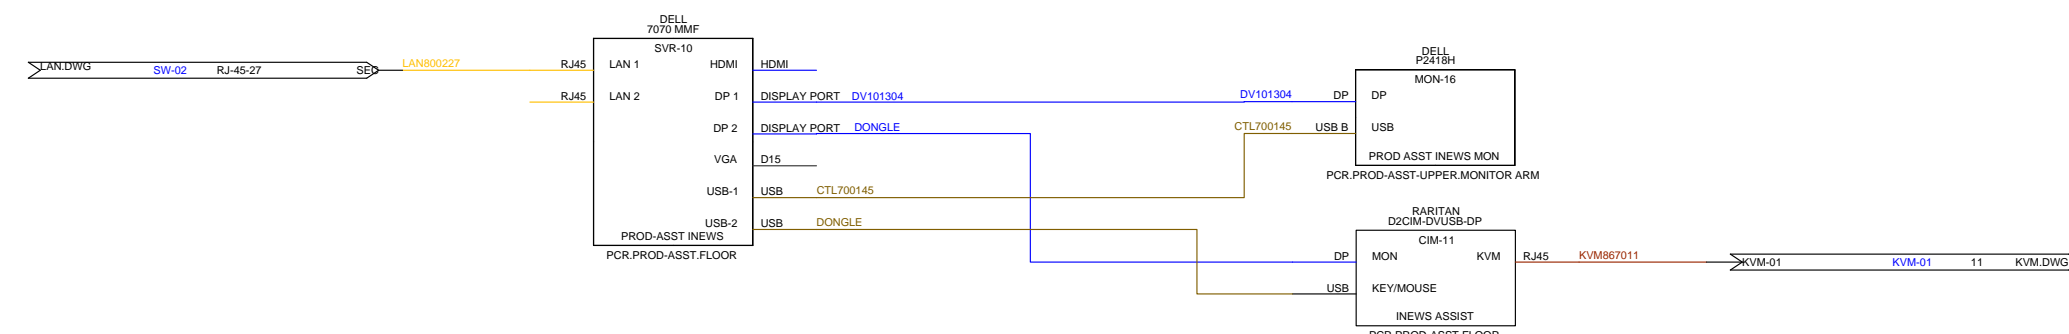 DELL
7070 MMF
SVR-10
LAN.DWG SW-02 RJ-45-27 SEC LAN800227 RJ45 LAN 1 HDMI HDMI
RJ45 LAN 2 DP 1 DISPLAY PORT DV101304
DP 2 DISPLAY PORT DONGLE
VGA D15
USB-1 USB CTL700145
USB-2 USB DONGLE
PROD-ASST INEWS
PCR.PROD-ASST.FLOOR
DELL
P2418H
MON-16
DV101304 DP DP
CTL700145 USB B USB
PROD ASST INEWS MON
PCR.PROD-ASST-UPPER.MONITOR ARM
RARITAN
D2CIM-DVUSB-DP
CIM-11
DP MON KVM RJ45 KVM867011 KVM-01 KVM-01 11 KVM.DWG
USB KEY/MOUSE
INEWS ASSIST
PCR.PROD-ASST.FLOOR